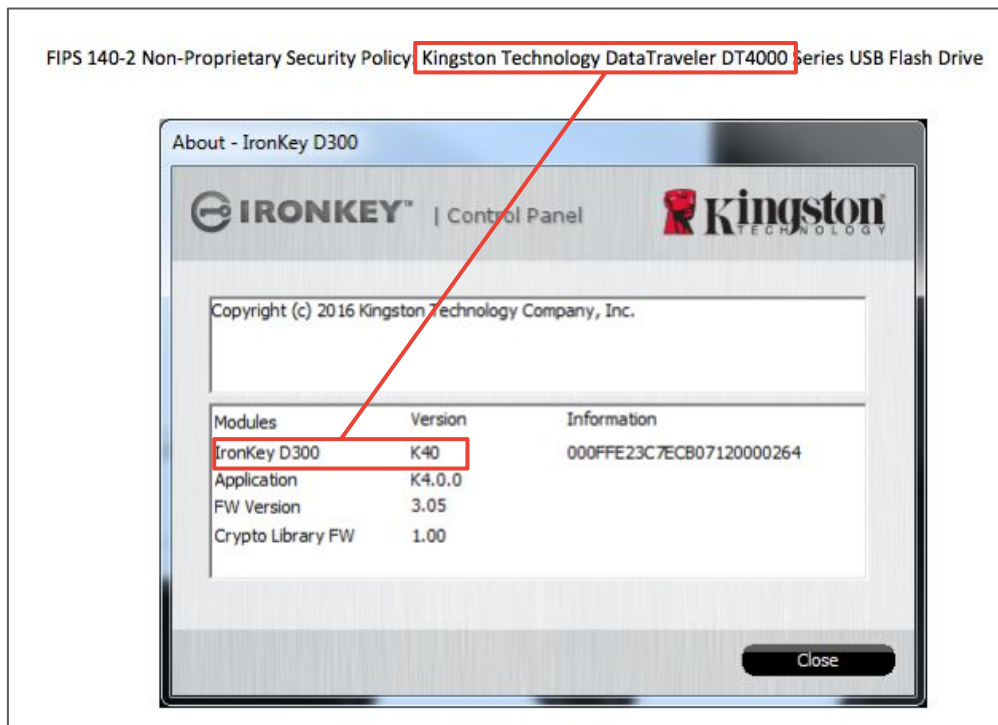 FIPS 140-2 Non-Proprietary Security Policy: Kingston Technology DataTraveler DT4000 Series USB Flash Drive
About - IronKey D300
IRONKEY™ | Control Panel
Kingston
TECHNOLOGY
Copyright (c) 2016 Kingston Technology Company, Inc.
Modules Version Information
IronKey D300 K40 000FFE23C7ECB07120000264
Application K4.0.0
FW Version 3.05
Crypto Library FW 1.00
Close